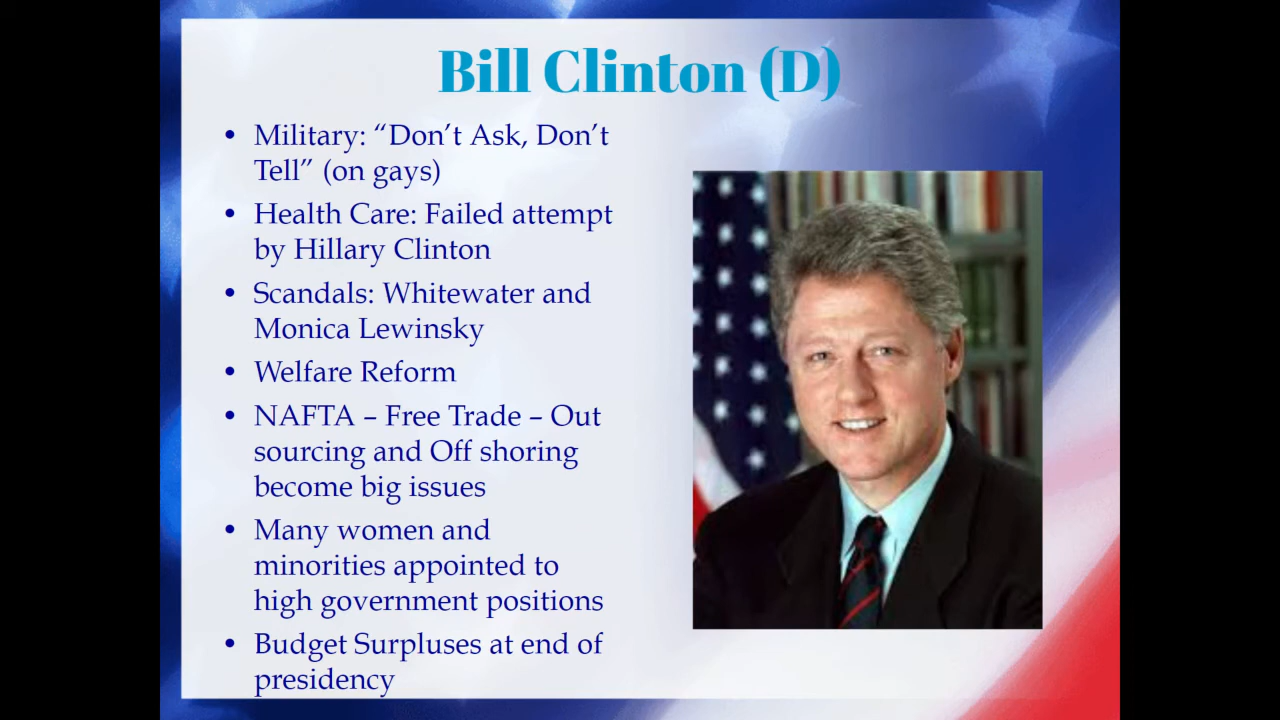 Bill Clinton (D)
• Military: “Don’t Ask, Don’t
Tell” (on gays)
• Health Care: Failed attempt
by Hillary Clinton
• Scandals: Whitewater and
Monica Lewinsky
• Welfare Reform
• NAFTA – Free Trade – Out
sourcing and Off shoring
become big issues
• Many women and
minorities appointed to
high government positions
• Budget Surpluses at end of
presidency